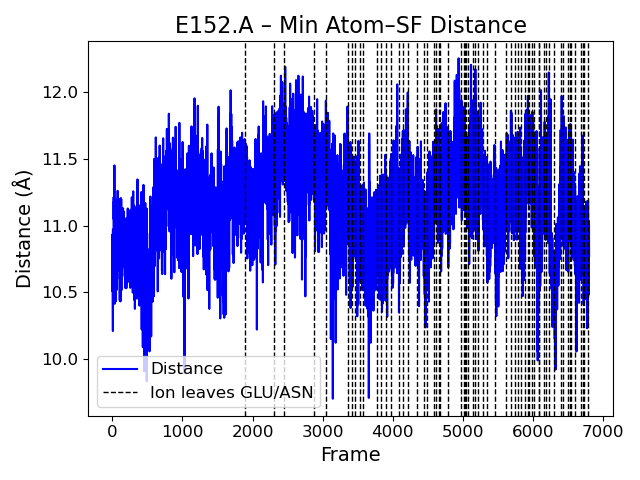 E152.A – Min Atom–SF Distance
Distance (Å)
12.0
11.5
11.0
10.5
10.0
Distance
Ion leaves GLU/ASN
0 1000 2000 3000 4000 5000 6000 7000
Frame